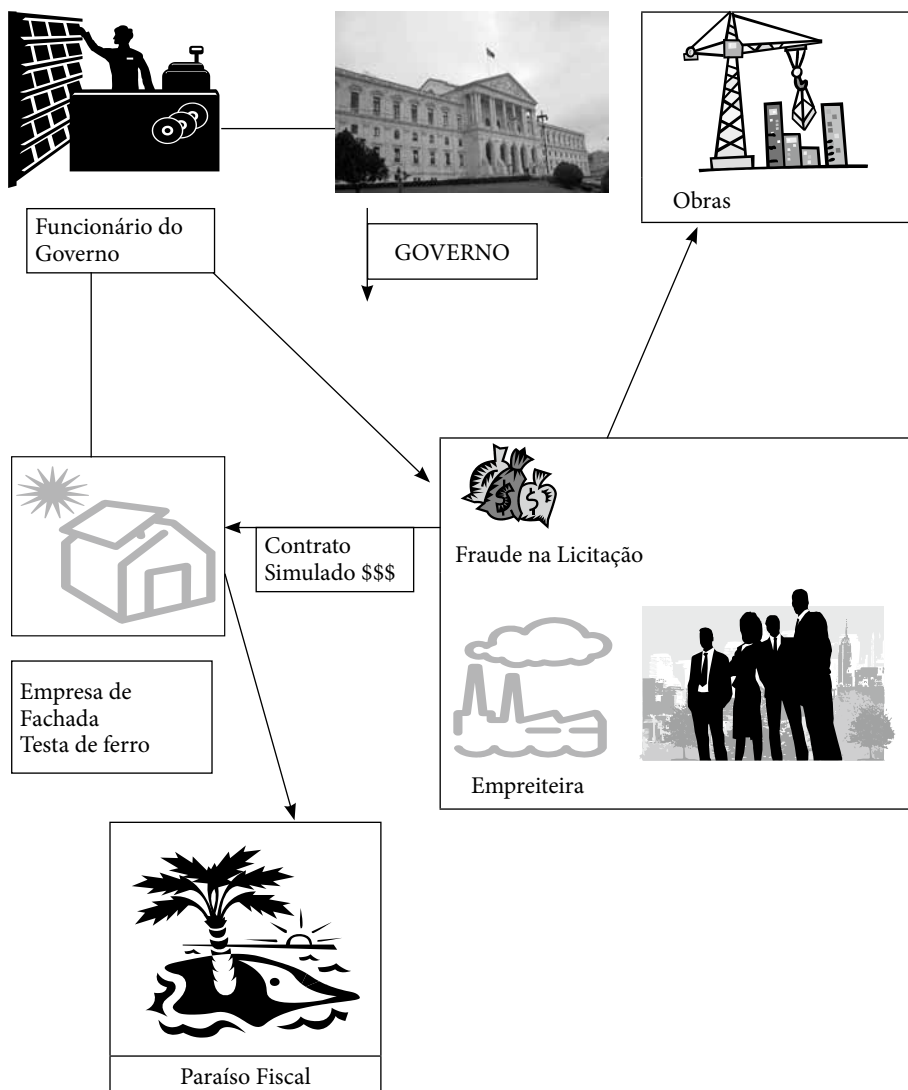 Funcionário do
Governo
GOVERNO
Obras
Contrato
Simulado $$$
Fraude na Licitação
Empresa de
Fachada
Testa de ferro
Empreiteira
Paraíso Fiscal